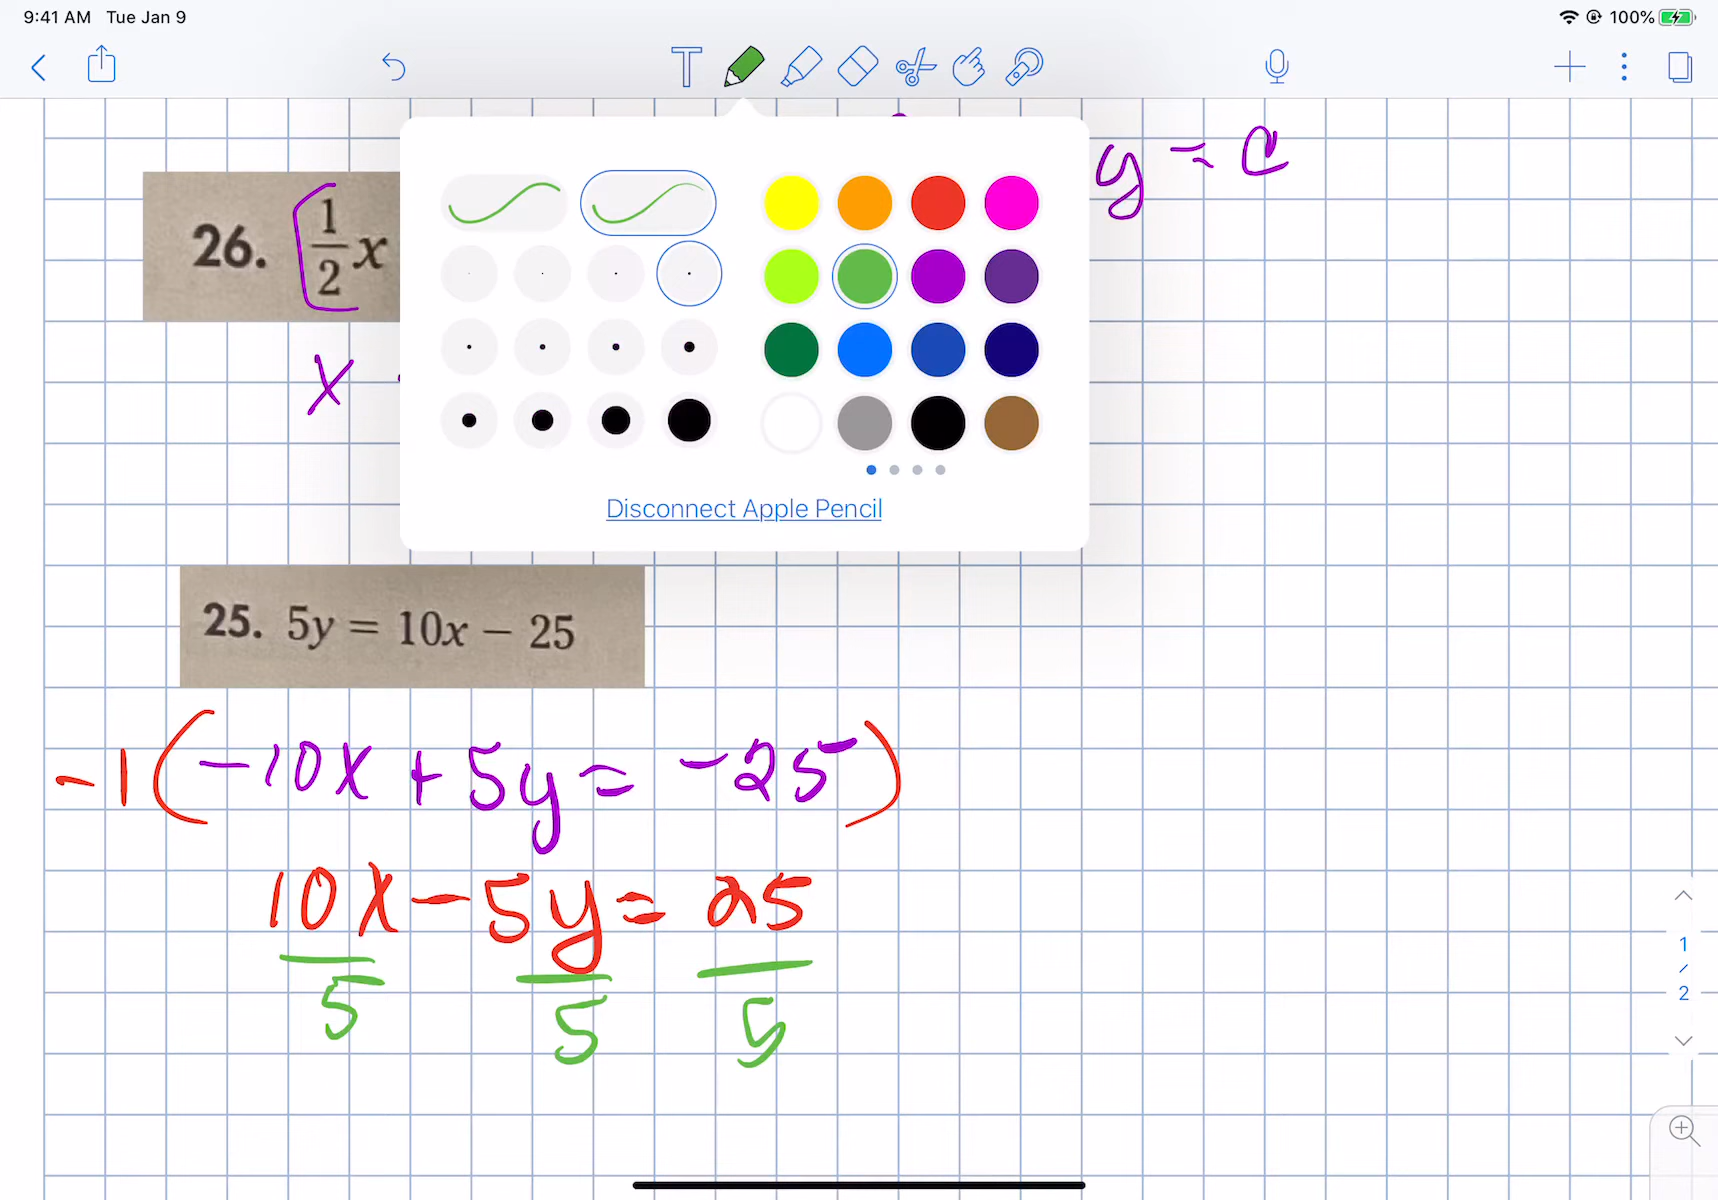 9:41 AM Tue Jan 9 100%
T
y = c
26. 1/2 x
x
Disconnect Apple Pencil
25. 5y = 10x − 25
-1(-10x + 5y = -25)
10x - 5y = 25
5 5 5
1
/
2